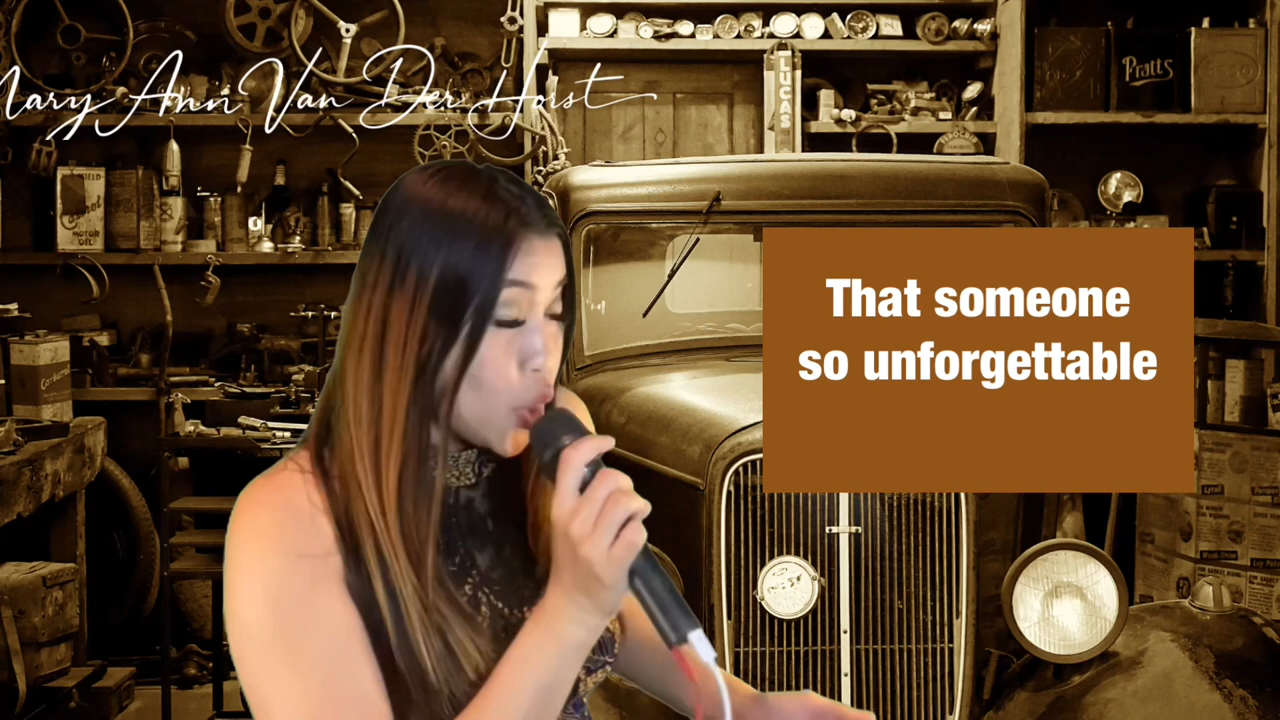 Mary Ann Van Der Horst
LUCAS
Pratts
MOTOR
OIL
That someone
so unforgettable